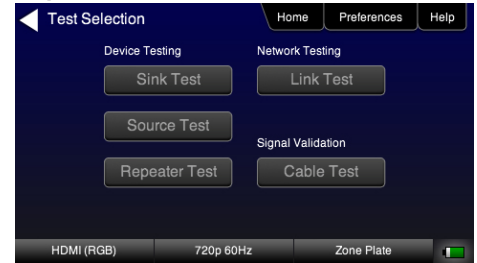 Test Selection Home Preferences Help
Device Testing Network Testing
Sink Test Link Test
Source Test
Signal Validation
Repeater Test Cable Test
HDMI (RGB) 720p 60Hz Zone Plate